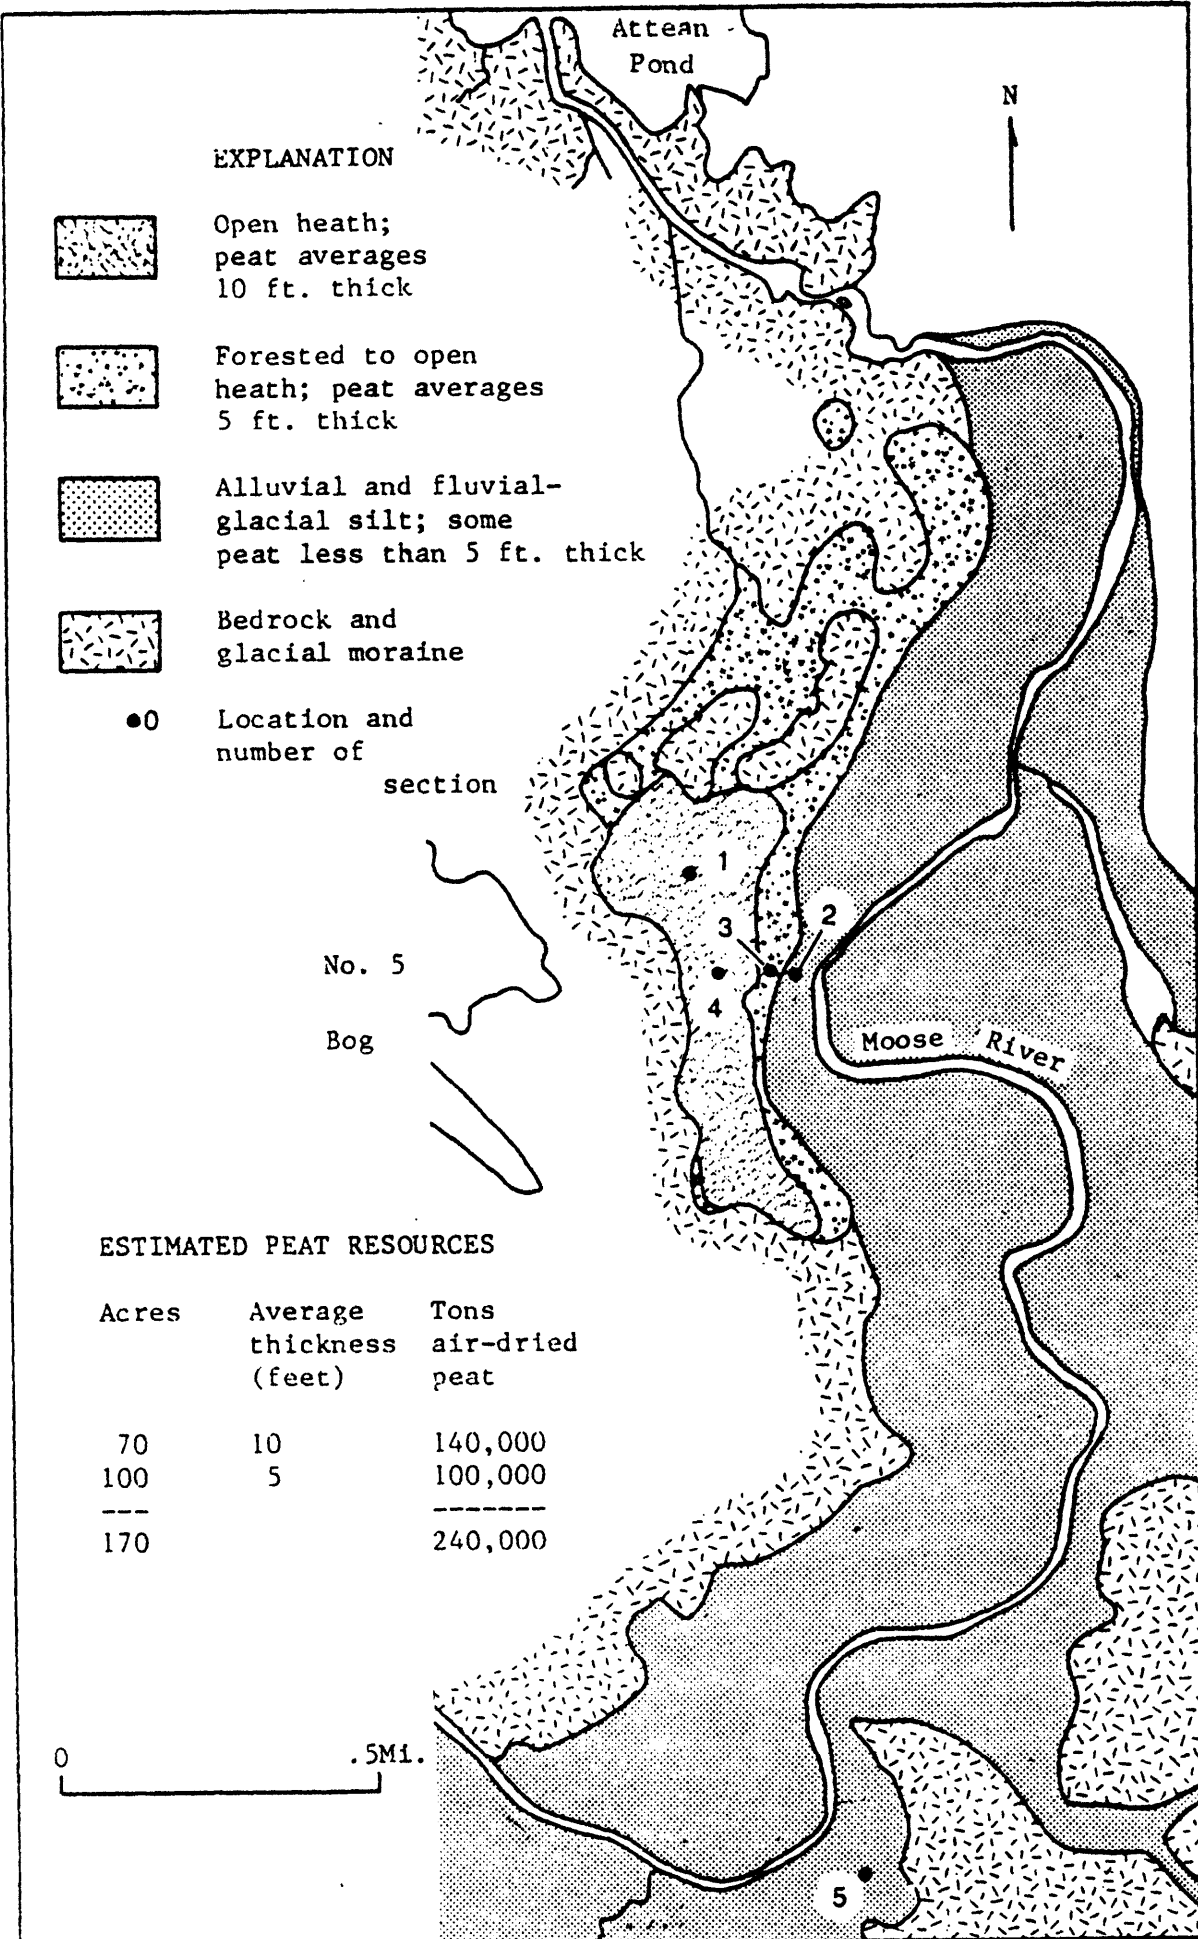 Attean
Pond
N
EXPLANATION
Open heath;
peat averages
10 ft. thick
Forested to open
heath; peat averages
5 ft. thick
Alluvial and fluvial-
glacial silt; some
peat less than 5 ft. thick
Bedrock and
glacial moraine
0 Location and
number of
section
1
2
3
4
No. 5
Bog
Moose River
ESTIMATED PEAT RESOURCES
Acres Average Tons
thickness air-dried
(feet) peat
70 10 140,000
100 5 100,000
--- -------
170 240,000
0 .5Mi.
5